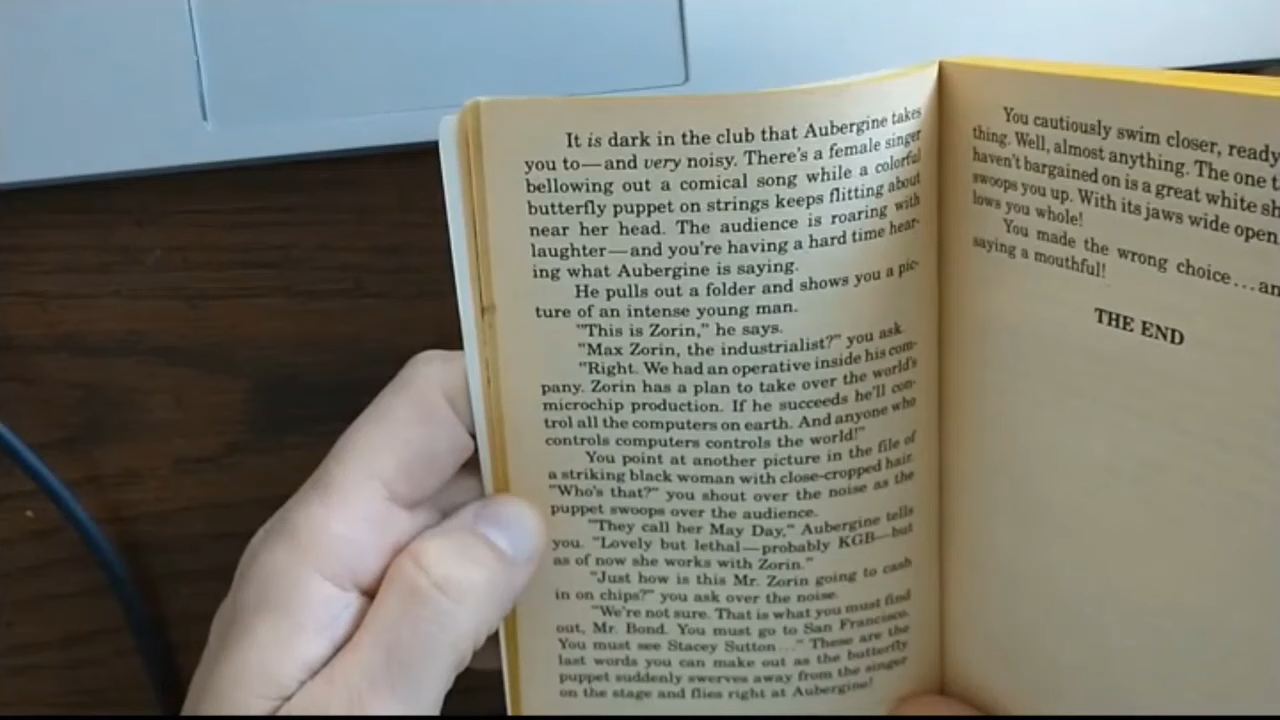 It is dark in the club that Aubergine takes
you to—and very noisy. There's a female singer
bellowing out a comical song while a colorful
butterfly puppet on strings keeps flitting about
near her head. The audience is roaring with
laughter—and you're having a hard time hear-
ing what Aubergine is saying.
He pulls out a folder and shows you a pic-
ture of an intense young man.
"This is Zorin," he says.
"Max Zorin, the industrialist?" you ask.
"Right. We had an operative inside his com-
pany. Zorin has a plan to take over the world's
microchip production. If he succeeds he'll con-
trol all the computers on earth. And anyone who
controls computers controls the world!"
You point at another picture in the file of
a striking black woman with close-cropped hair.
"Who's that?" you shout over the noise as the
puppet swoops over the audience.
"They call her May Day," Aubergine tells
you. "Lovely but lethal—probably KGB—but
as of now she works with Zorin."
"Just how is this Mr. Zorin going to cash
in on chips?" you ask over the noise.
"We're not sure. That is what you must find
out, Mr. Bond. You must go to San Francisco.
You must see Stacey Sutton..." These are the
last words you can make out as the butterfly
puppet suddenly swerves away from the singer
on the stage and flies right at Aubergine!
You cautiously swim closer, ready
thing. Well, almost anything. The one t
haven't bargained on is a great white sh
swoops you up. With its jaws wide open,
lows you whole!
You made the wrong choice...an
saying a mouthful!
THE END